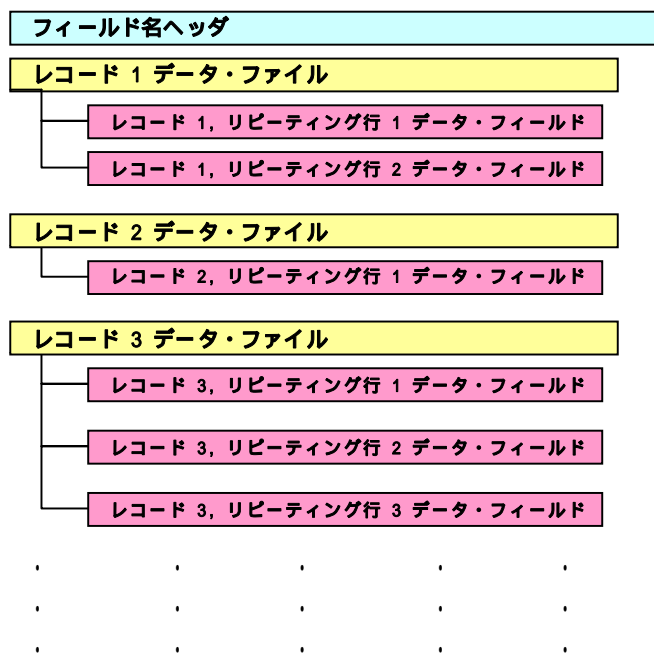 フィールド名ヘッダ
レコード 1 データ・ファイル
レコード 1, リピーティング行 1 データ・フィールド
レコード 1, リピーティング行 2 データ・フィールド
レコード 2 データ・ファイル
レコード 2, リピーティング行 1 データ・フィールド
レコード 3 データ・ファイル
レコード 3, リピーティング行 1 データ・フィールド
レコード 3, リピーティング行 2 データ・フィールド
レコード 3, リピーティング行 3 データ・フィールド
. . . . .
. . . . .
. . . . .